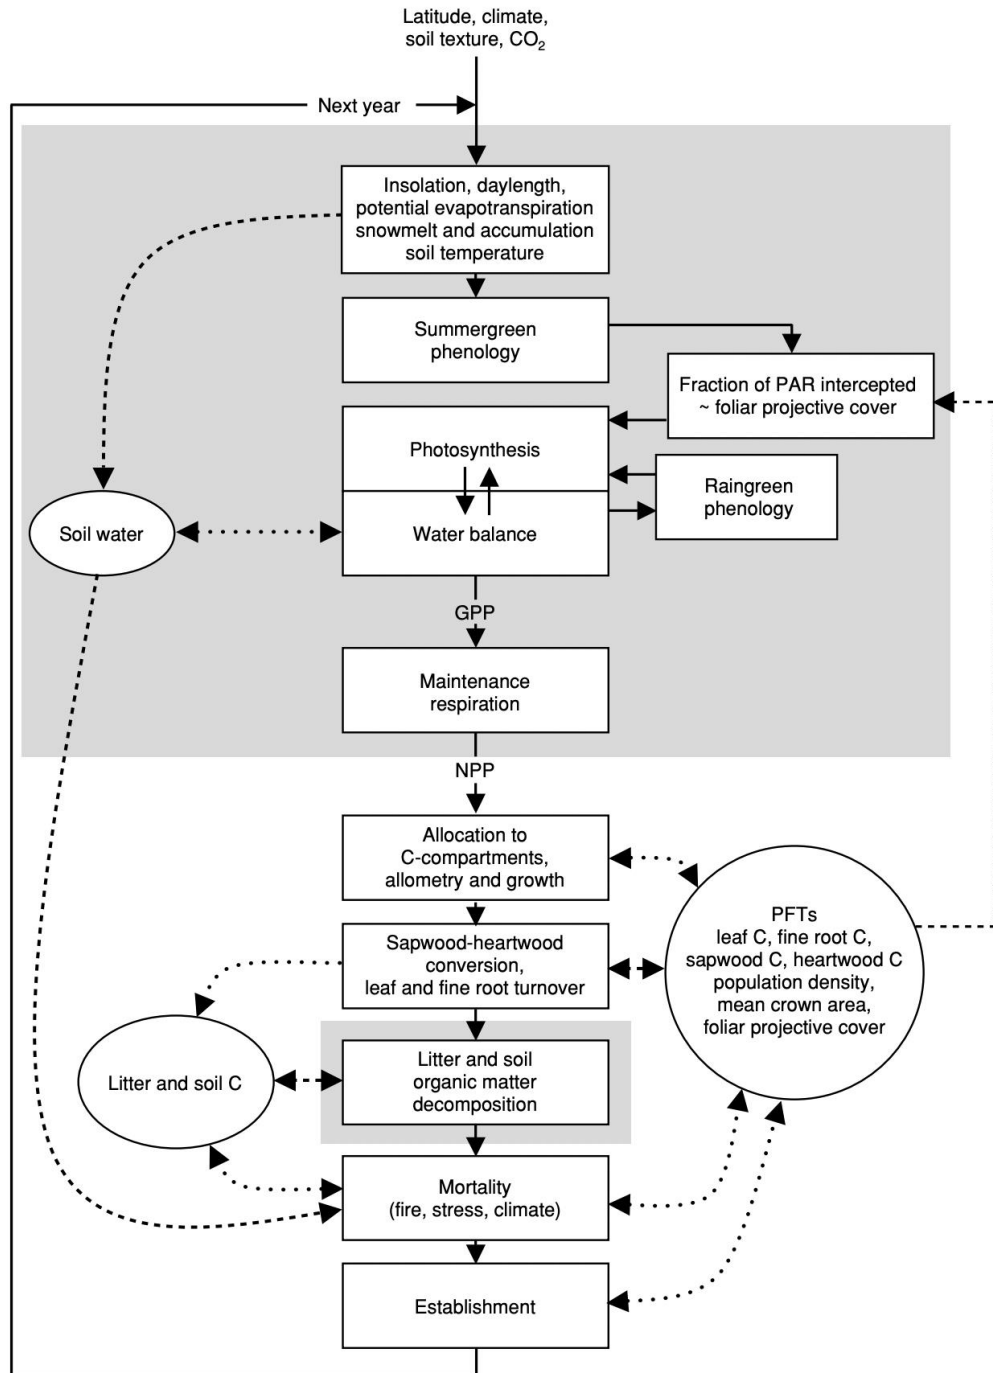 Latitude, climate,
soil texture, CO₂
Next year
Insolation, daylength,
potential evapotranspiration
snowmelt and accumulation
soil temperature
Summergreen
phenology
Fraction of PAR intercepted
~ foliar projective cover
Photosynthesis
Raingreen
phenology
Soil water
Water balance
GPP
Maintenance
respiration
NPP
Allocation to
C-compartments,
allometry and growth
PFTs
leaf C, fine root C,
sapwood C, heartwood C
population density,
mean crown area,
foliar projective cover
Sapwood-heartwood
conversion,
leaf and fine root turnover
Litter and soil C
Litter and soil
organic matter
decomposition
Mortality
(fire, stress, climate)
Establishment